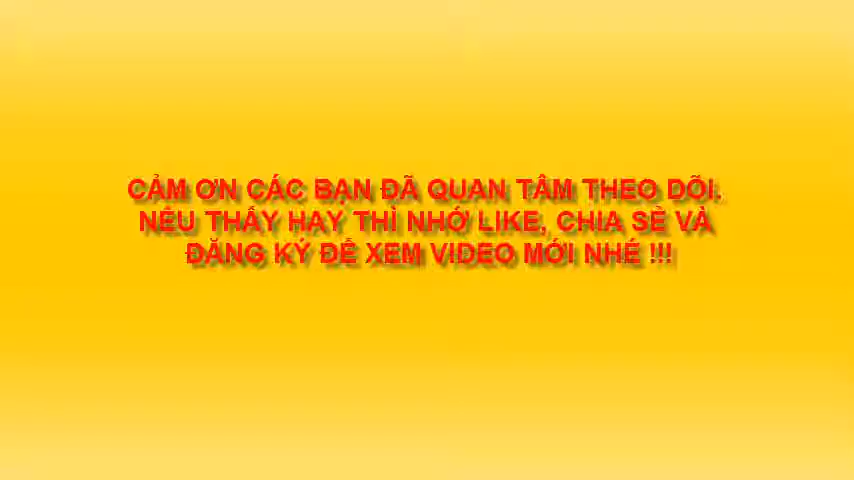 CẢM ƠN CÁC BẠN ĐÃ QUAN TÂM THEO DÕI.
NẾU THẤY HAY THÌ NHỚ LIKE, CHIA SẺ VÀ
ĐĂNG KÝ ĐỂ XEM VIDEO MỚI NHÉ !!!